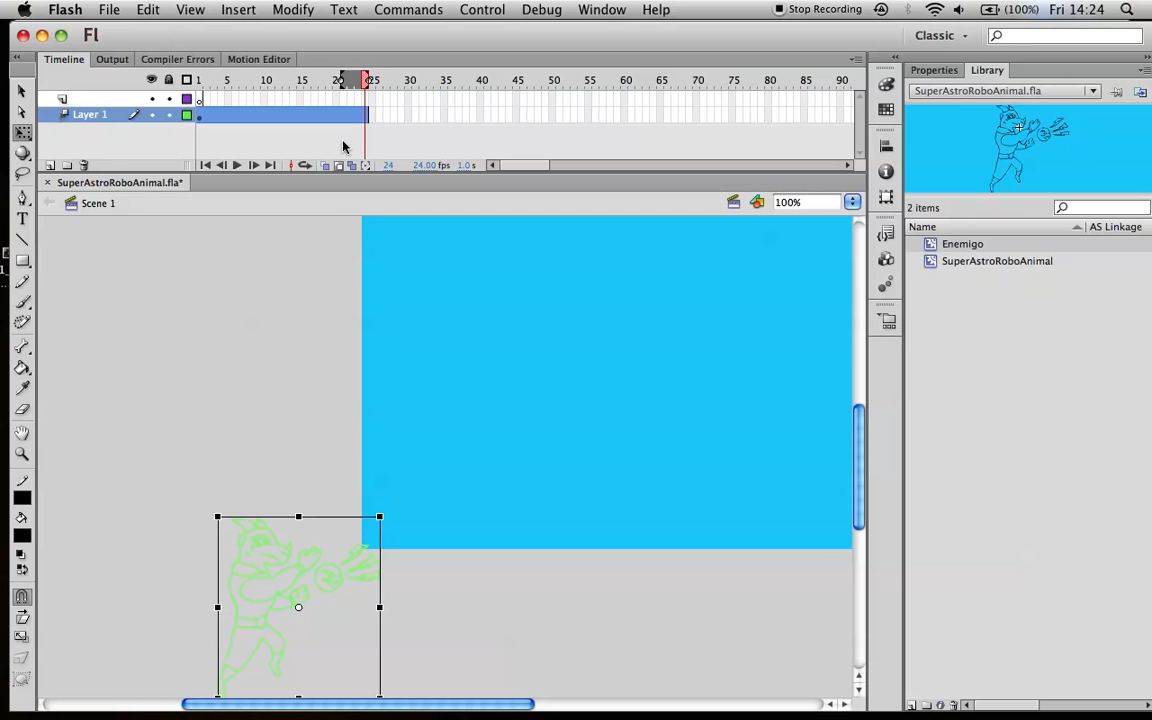 Flash File Edit View Insert Modify Text Commands Control Debug Window Help Stop Recording (100%) Fri 14:24
Fl Classic
Timeline Output Compiler Errors Motion Editor
1 5 10 15 20 25 30 35 40 45 50 55 60 65 70 75 80 85 90
Layer 1
24 24.00 fps 1.0 s
SuperAstroRoboAnimal.fla*
Scene 1 100%
Properties Library
SuperAstroRoboAnimal.fla
2 items
Name AS Linkage
Enemigo
SuperAstroRoboAnimal